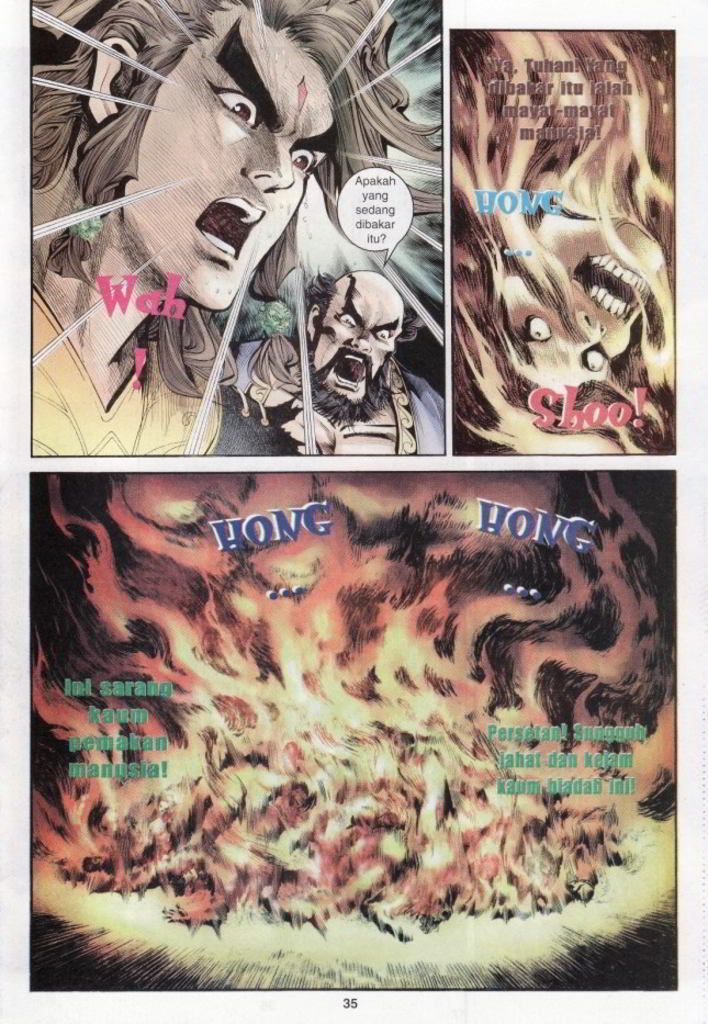 Apakah
yang
sedang
dibakar
itu?
Wah
!
Ya, Tuhan! Yang
dibakar itu ialah
mayat-mayat
manusia!
HONG
...
Sloo!
HONG
...
HONG
...
Ini sarang
kaum
pemakan
manusia!
Persetan! Sungguh
jahat dan kejam
kaum biadab ini!
35